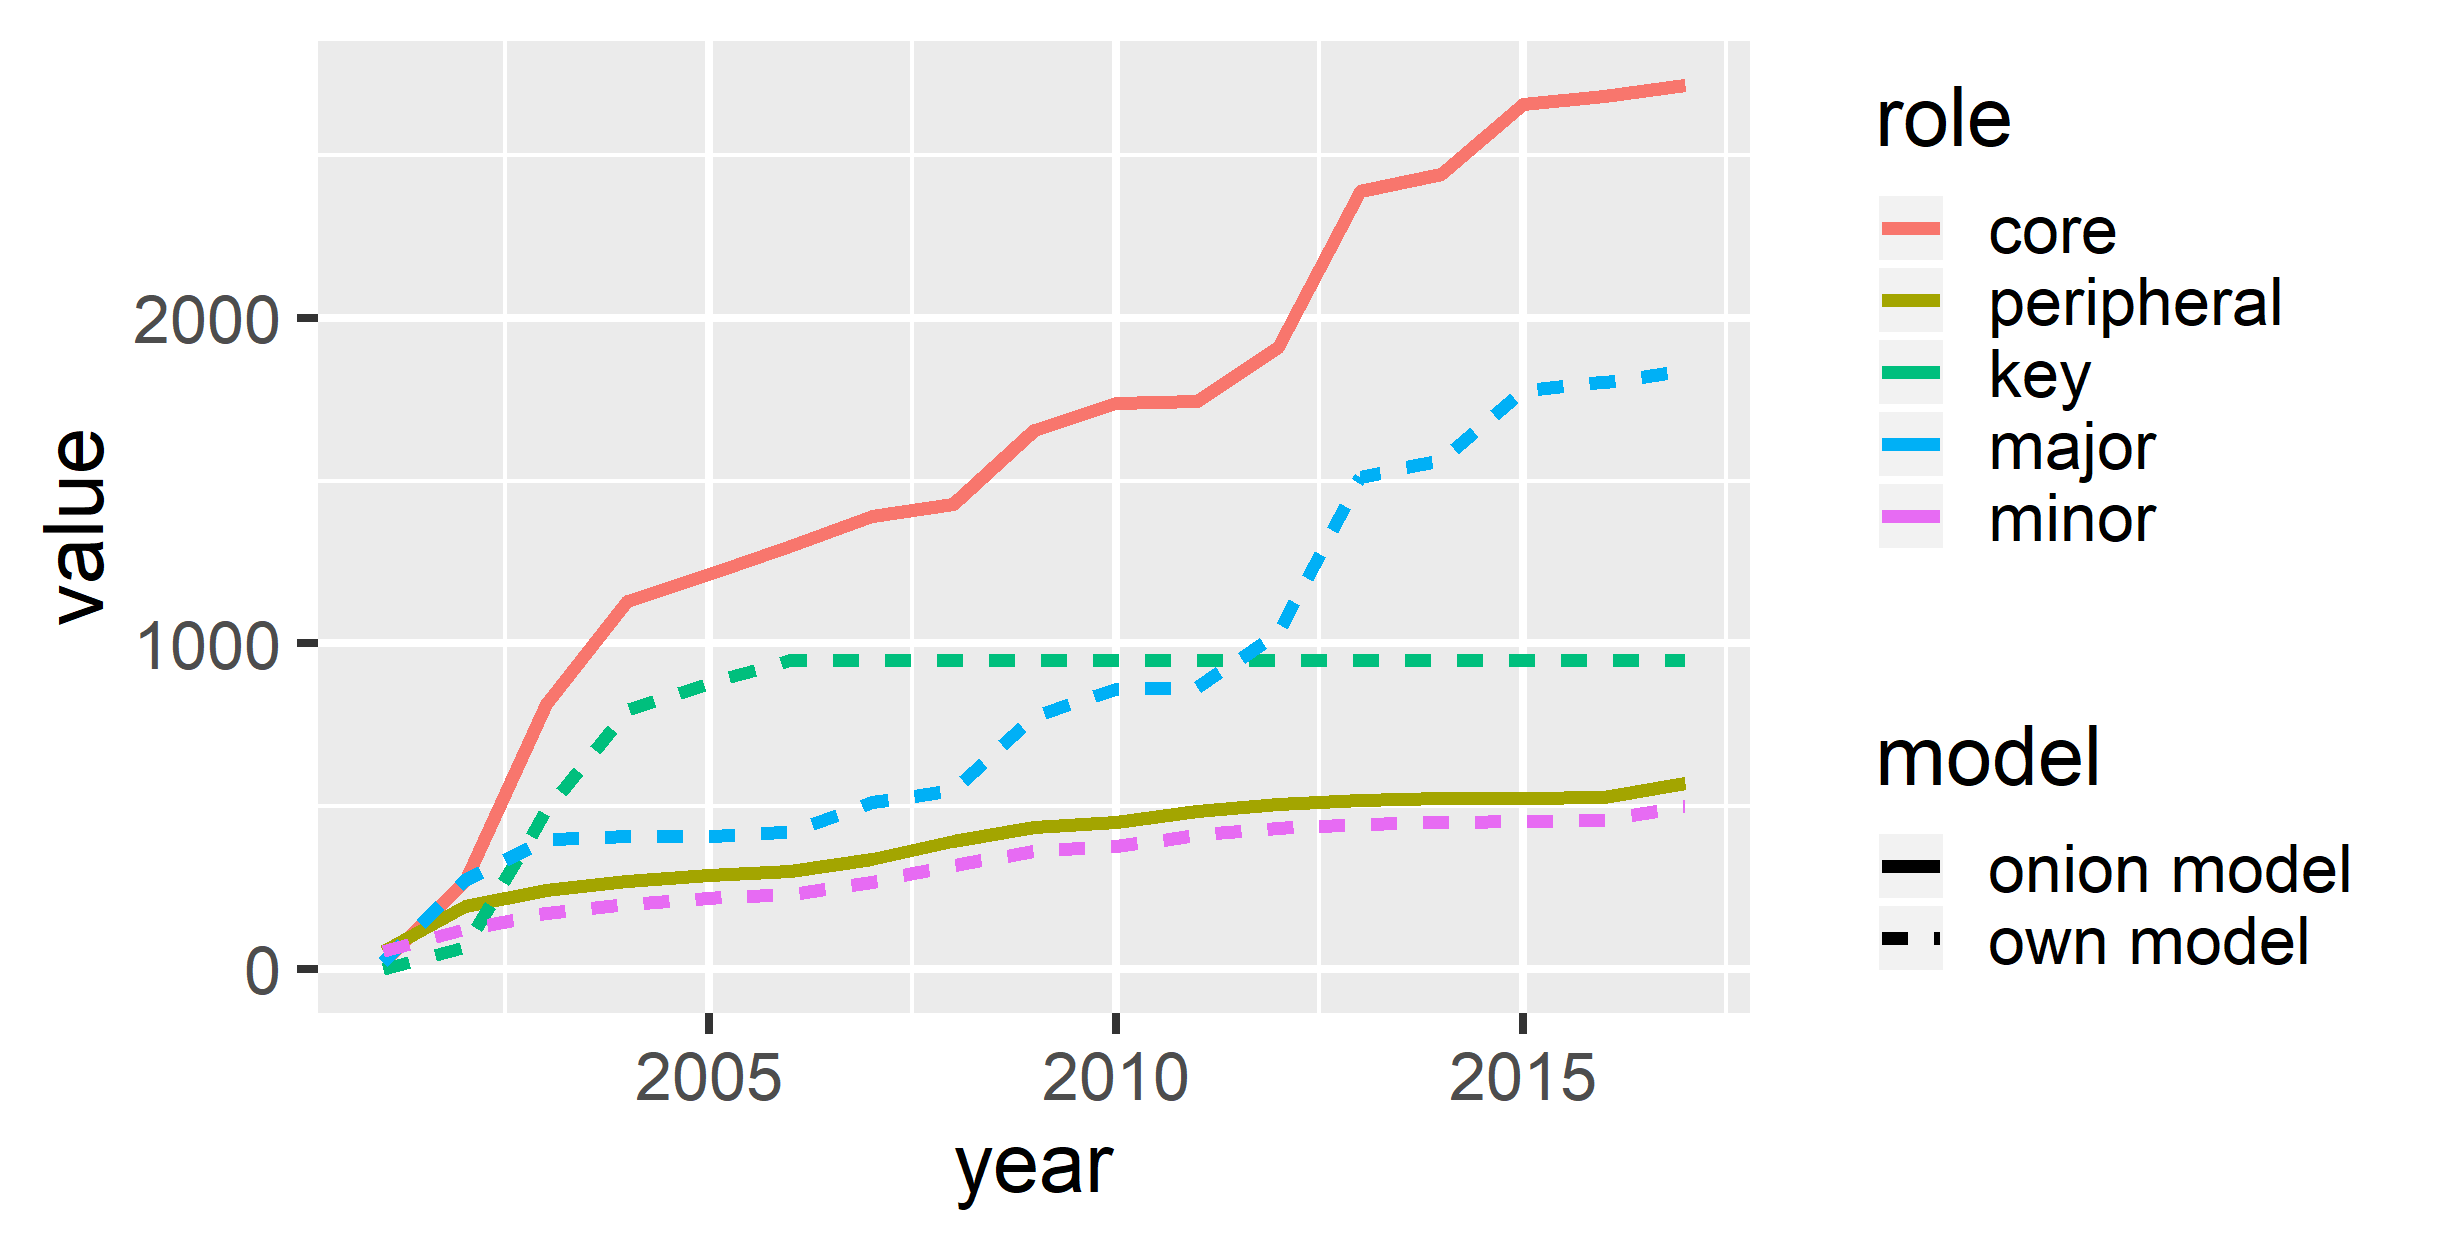 value
2000
1000
0
2005
2010
2015
year
role
core
peripheral
key
major
minor
model
onion model
own model